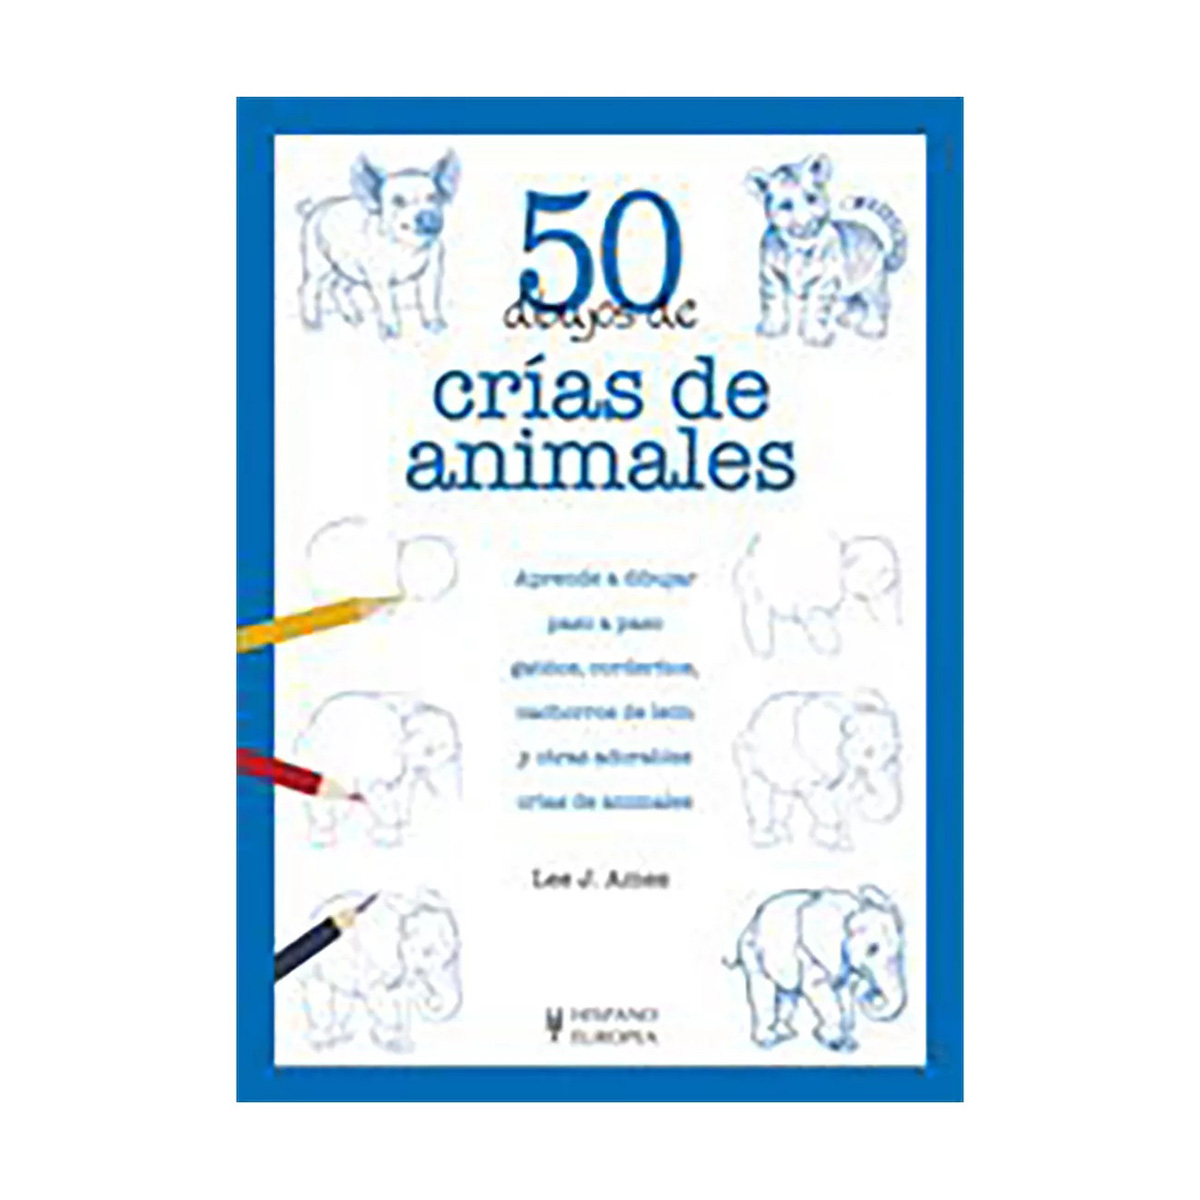 50
dibujos de
crías de
animales
Aprende a dibujar
paso a paso
gatitos, corderitos,
cachorros de león
y otras adorables
crías de animales
Lee J. Ames
HISPANO
EUROPEA